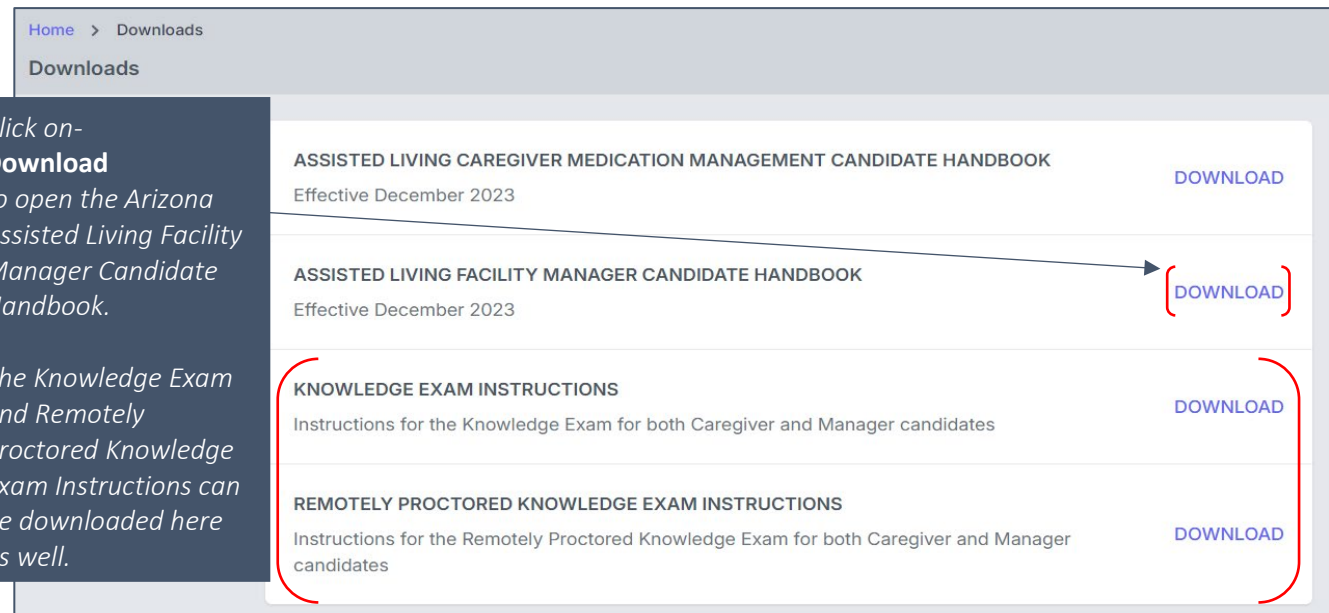 Home > Downloads
Downloads
lick on-
ownload
o open the Arizona
ssisted Living Facility
Manager Candidate
andbook.
he Knowledge Exam
nd Remotely
roctored Knowledge
xam Instructions can
e downloaded here
s well.
ASSISTED LIVING CAREGIVER MEDICATION MANAGEMENT CANDIDATE HANDBOOK
Effective December 2023
DOWNLOAD
ASSISTED LIVING FACILITY MANAGER CANDIDATE HANDBOOK
Effective December 2023
DOWNLOAD
KNOWLEDGE EXAM INSTRUCTIONS
Instructions for the Knowledge Exam for both Caregiver and Manager candidates
DOWNLOAD
REMOTELY PROCTORED KNOWLEDGE EXAM INSTRUCTIONS
Instructions for the Remotely Proctored Knowledge Exam for both Caregiver and Manager
candidates
DOWNLOAD